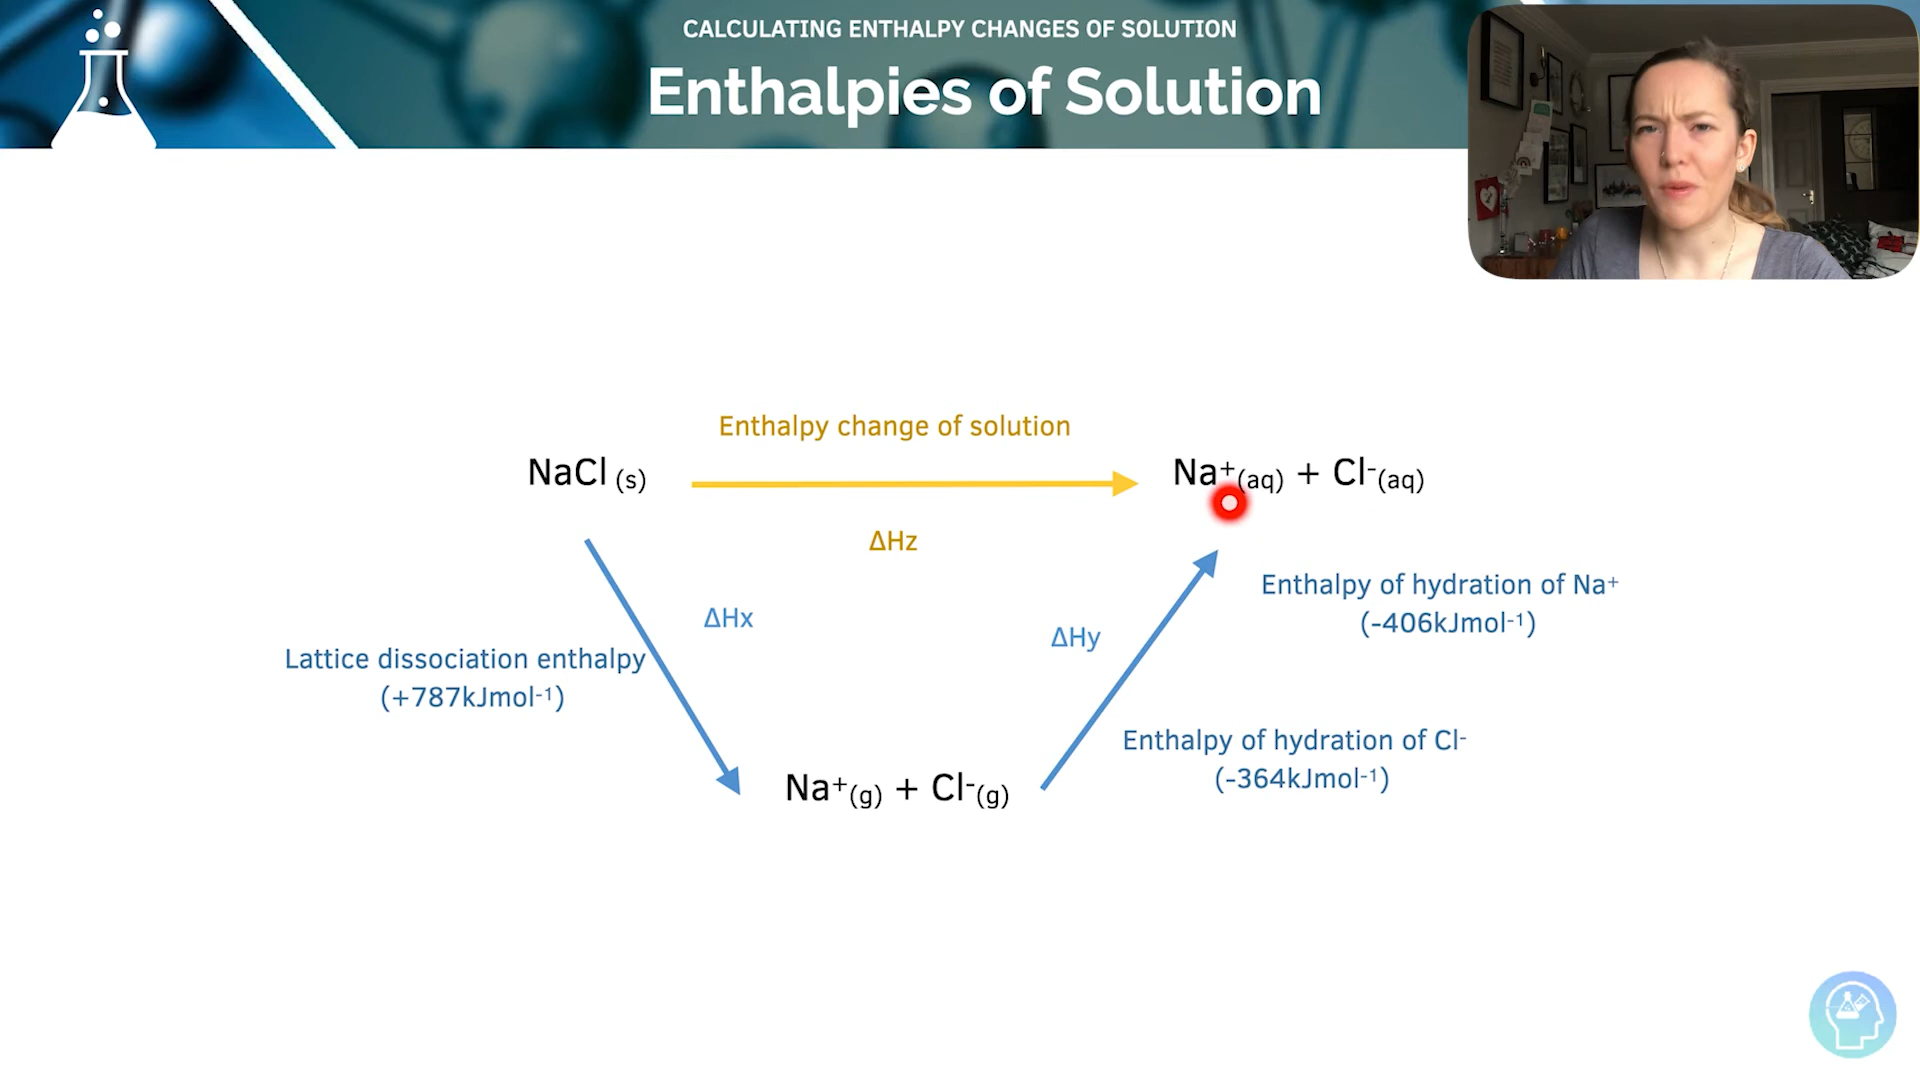 CALCULATING ENTHALPY CHANGES OF SOLUTION
Enthalpies of Solution
Enthalpy change of solution
NaCl (s)
Na⁺(aq) + Cl⁻(aq)
ΔHz
Enthalpy of hydration of Na⁺
(-406kJmol⁻¹)
ΔHx
ΔHy
Lattice dissociation enthalpy
(+787kJmol⁻¹)
Enthalpy of hydration of Cl⁻
(-364kJmol⁻¹)
Na⁺(g) + Cl⁻(g)